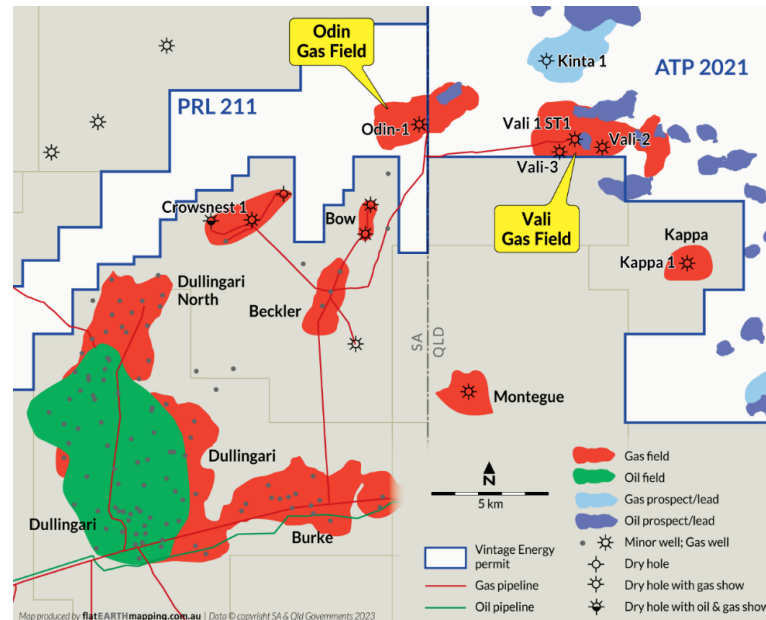 Odin
Gas Field
Kinta 1
ATP 2021
PRL 211
Odin-1
Vali 1 ST1
Vali-2
Vali-3
Crowsnest 1
Bow
Vali
Gas Field
Kappa
Kappa 1
Dullingari
North
Beckler
SA
QLD
Montegue
Dullingari
Dullingari
Burke
N
5 km
Gas field
Oil field
Gas prospect/lead
Oil prospect/lead
Minor well; Gas well
Dry hole
Dry hole with gas show
Dry hole with oil & gas show
Vintage Energy
permit
Gas pipeline
Oil pipeline
Map produced by flatEARTHmapping.com.au | Data © copyright SA & Qld Governments 2023